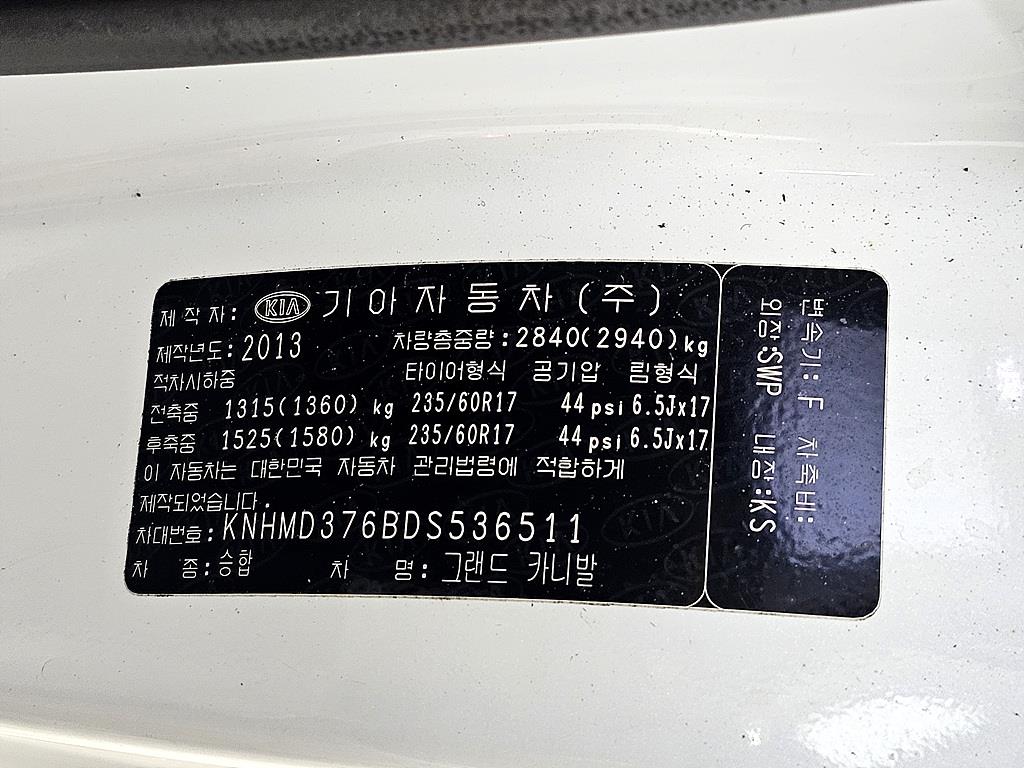 제 작 자: KIA 기 아 자 동 차 (주)
제작년도: 2013 차량총중량: 2840(2940)kg
적차시하중 타이어형식 공기압 림형식
전축중 1315(1360) kg 235/60R17 44 psi 6.5Jx17
후축중 1525(1580) kg 235/60R17 44 psi 6.5Jx17
이 자동차는 대한민국 자동차 관리법령에 적합하게
제작되었습니다.
차대번호: KNHMD376BDS536511
차 종: 승합 차 명: 그랜드 카니발
변속기: F 차축비:
외장:SWP 내장:KS